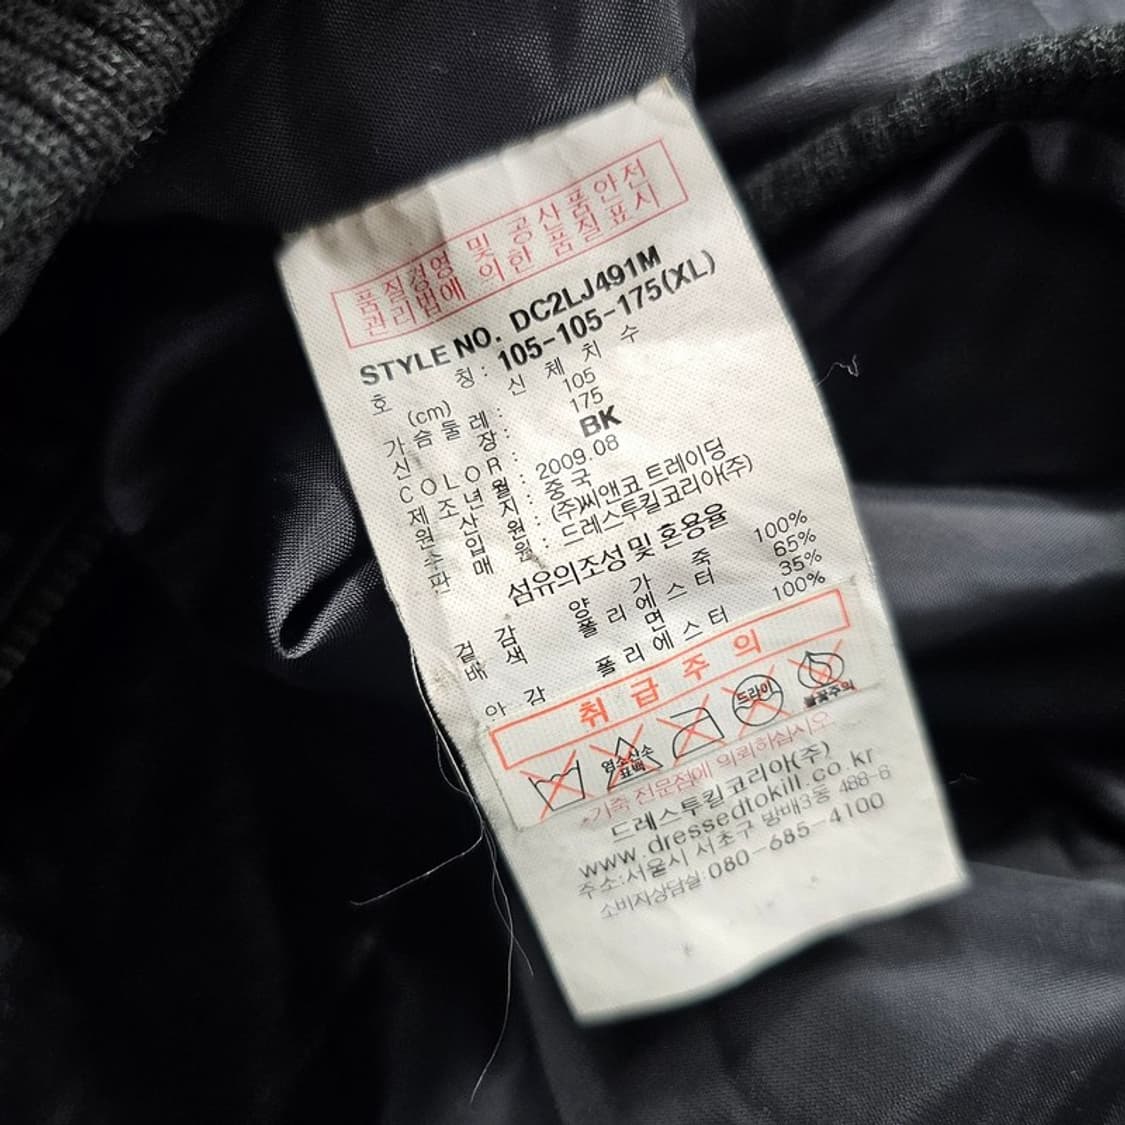 품질경영 및 공산품안전
관리법에 의한 품질표시
STYLE NO. DC2LJ491M
호 칭 : 105-105-175(XL)
(cm) 신 체 치 수
가 슴 둘 레 : 105
신 장 : 175
C O L O R : BK
제 조 년 월 : 2009.08
원 산 지 : 중국
수 입 원 : (주)씨앤코 트레이딩
판 매 원 : 드레스투킬코리아(주)
섬유의조성 및 혼용율
겉 감 양 가 죽 100%
배 색 폴 리 에 스 터 65%
면 35%
안 감 폴 리 에 스 터 100%
취 급 주 의
염소산소
표백
드라이
불꽃주의
*가죽 전문점에 의뢰하십시오
드레스투킬코리아(주)
www.dressedtokill.co.kr
주소:서울시 서초구 방배3동 488-6
소비자상담실:080-685-4100